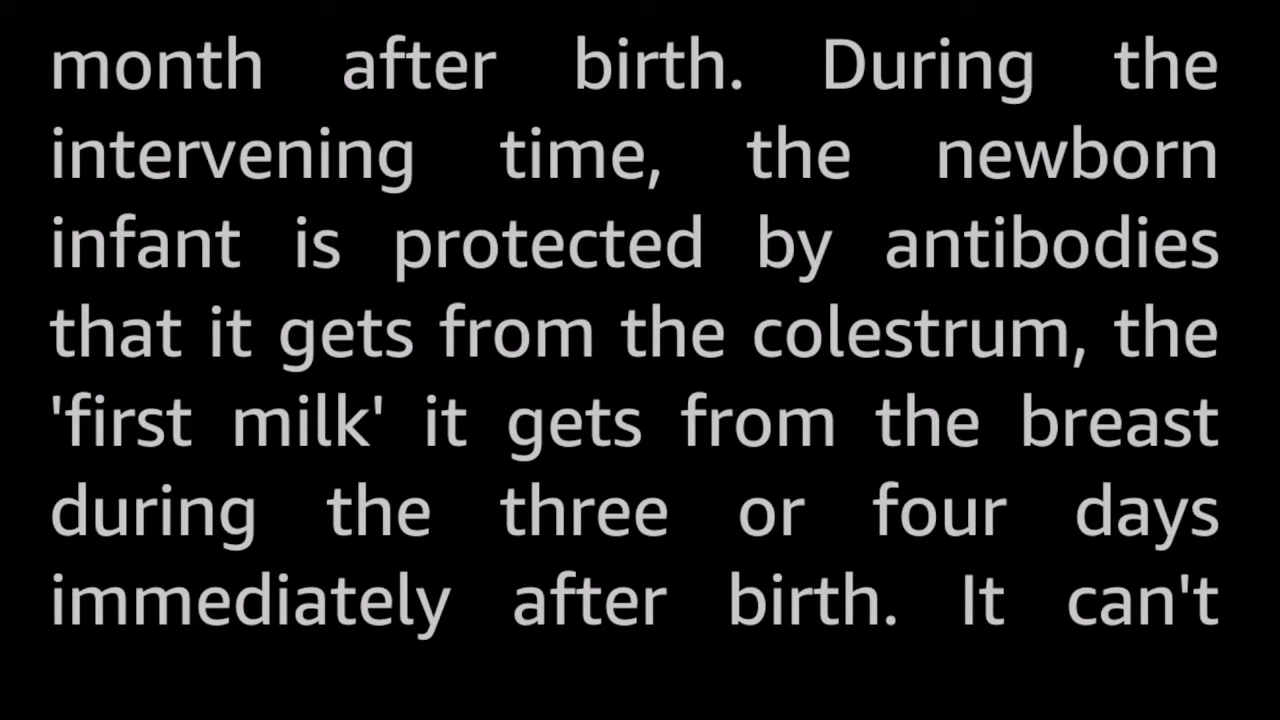 month after birth. During the
intervening time, the newborn
infant is protected by antibodies
that it gets from the colestrum, the
'first milk' it gets from the breast
during the three or four days
immediately after birth. It can't